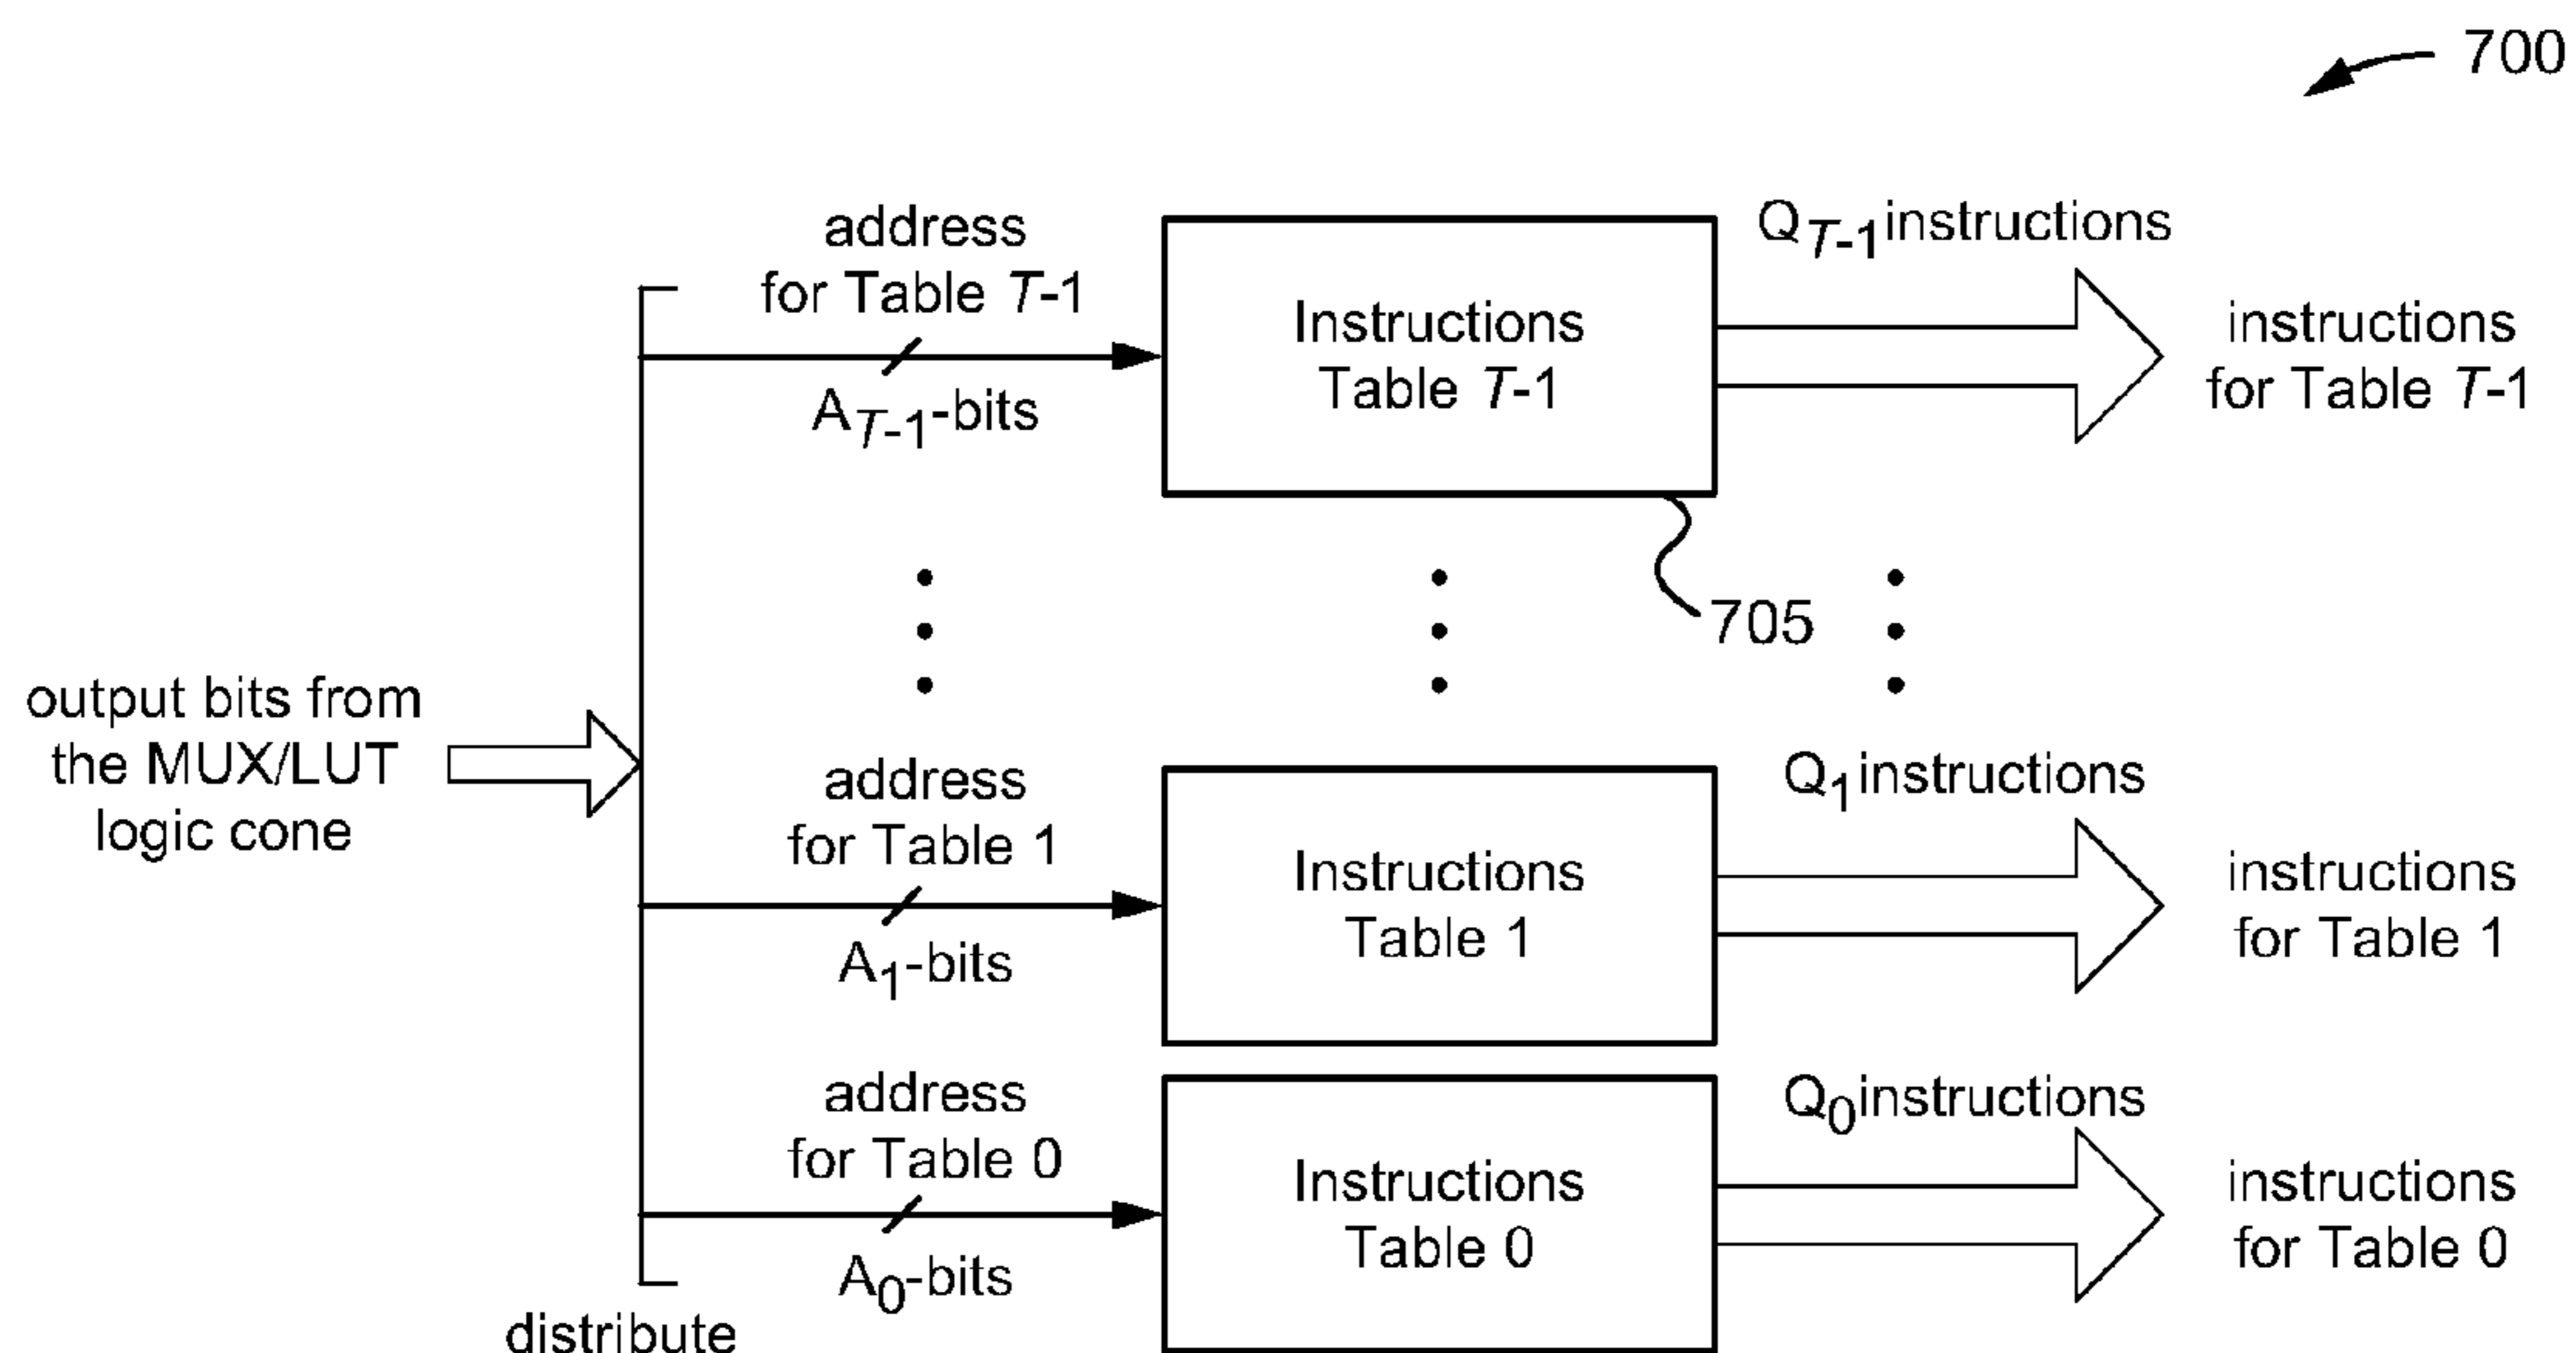 700
address
for Table T-1
A_T-1-bits
Instructions
Table T-1
Q_T-1 instructions
instructions
for Table T-1
705
output bits from
the MUX/LUT
logic cone
address
for Table 1
A_1-bits
Instructions
Table 1
Q_1 instructions
instructions
for Table 1
address
for Table 0
A_0-bits
Instructions
Table 0
Q_0 instructions
instructions
for Table 0
distribute